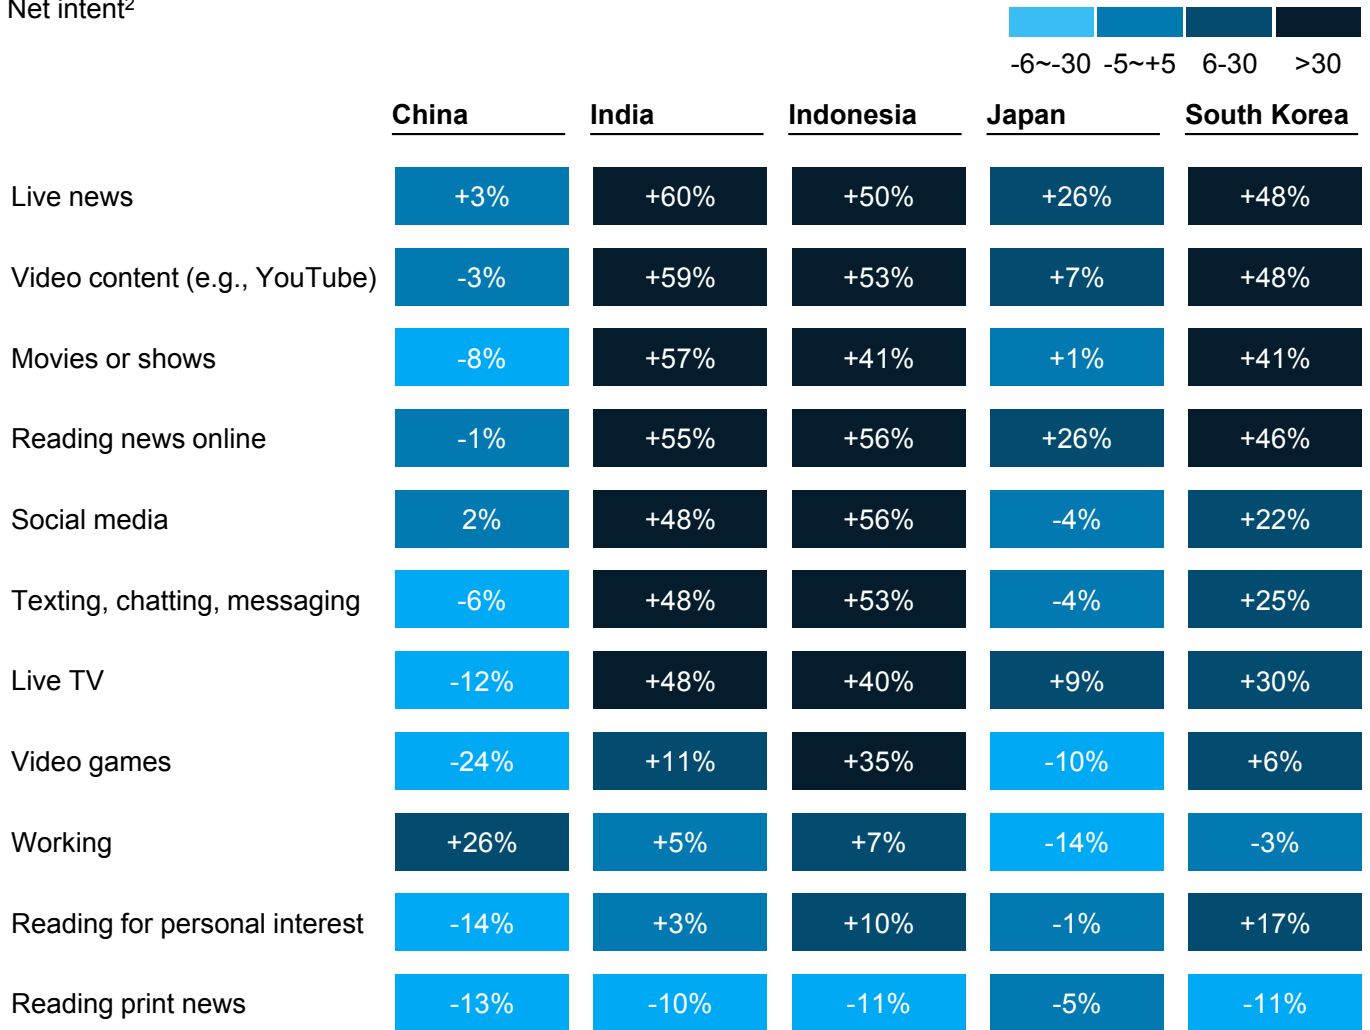 Net intent²
-6~-30 -5~+5 6-30 >30
China India Indonesia Japan South Korea
Live news +3% +60% +50% +26% +48%
Video content (e.g., YouTube) -3% +59% +53% +7% +48%
Movies or shows -8% +57% +41% +1% +41%
Reading news online -1% +55% +56% +26% +46%
Social media 2% +48% +56% -4% +22%
Texting, chatting, messaging -6% +48% +53% -4% +25%
Live TV -12% +48% +40% +9% +30%
Video games -24% +11% +35% -10% +6%
Working +26% +5% +7% -14% -3%
Reading for personal interest -14% +3% +10% -1% +17%
Reading print news -13% -10% -11% -5% -11%